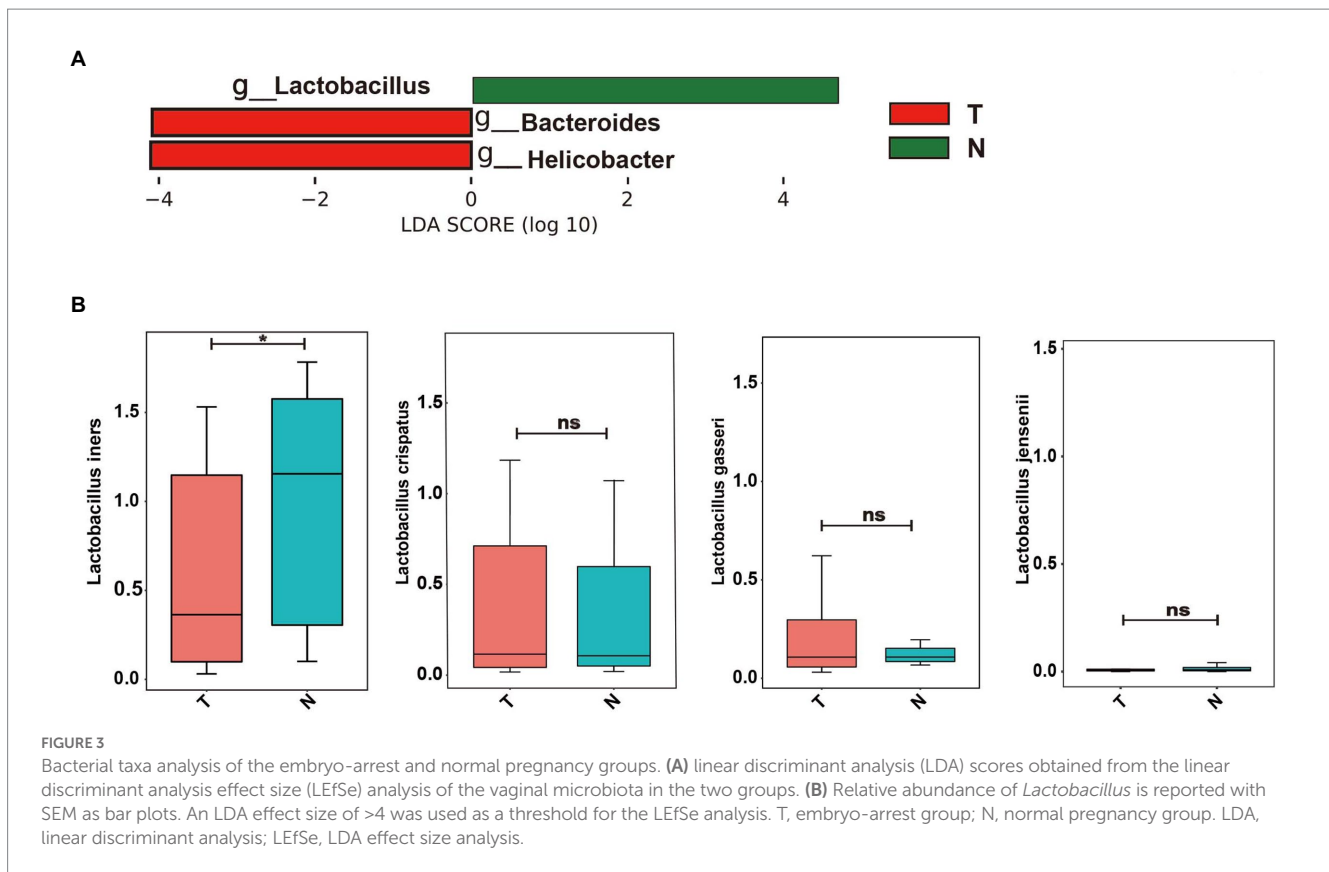 A
g__Lactobacillus
g__Bacteroides
g__ Helicobacter
T
N
−4 −2 0 2 4
LDA SCORE (log 10)
B
Lactobacillus iners
1.5
1.0
0.5
0.0
*
T N
Lactobacillus crispatus
1.5
1.0
0.5
0.0
ns
T N
Lactobacillus gasseri
1.5
1.0
0.5
0.0
ns
T N
Lactobacillus jensenii
1.5
1.0
0.5
0.0
ns
T N
FIGURE 3
Bacterial taxa analysis of the embryo-arrest and normal pregnancy groups. (A) linear discriminant analysis (LDA) scores obtained from the linear
discriminant analysis effect size (LEfSe) analysis of the vaginal microbiota in the two groups. (B) Relative abundance of Lactobacillus is reported with
SEM as bar plots. An LDA effect size of >4 was used as a threshold for the LEfSe analysis. T, embryo-arrest group; N, normal pregnancy group. LDA,
linear discriminant analysis; LEfSe, LDA effect size analysis.